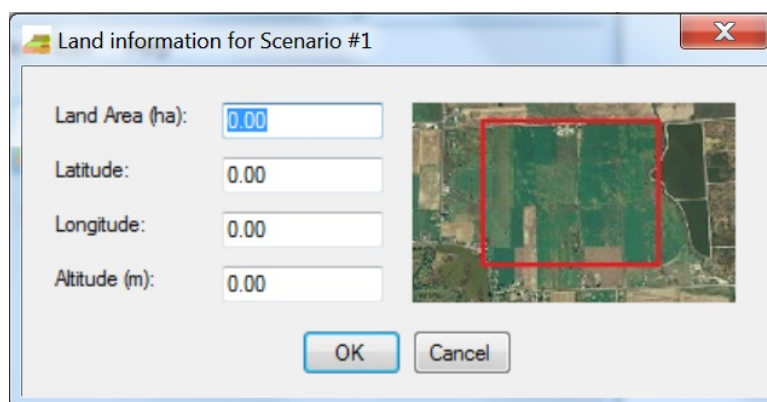 Land information for Scenario #1
Land Area (ha): 0.00
Latitude: 0.00
Longitude: 0.00
Altitude (m): 0.00
OK Cancel